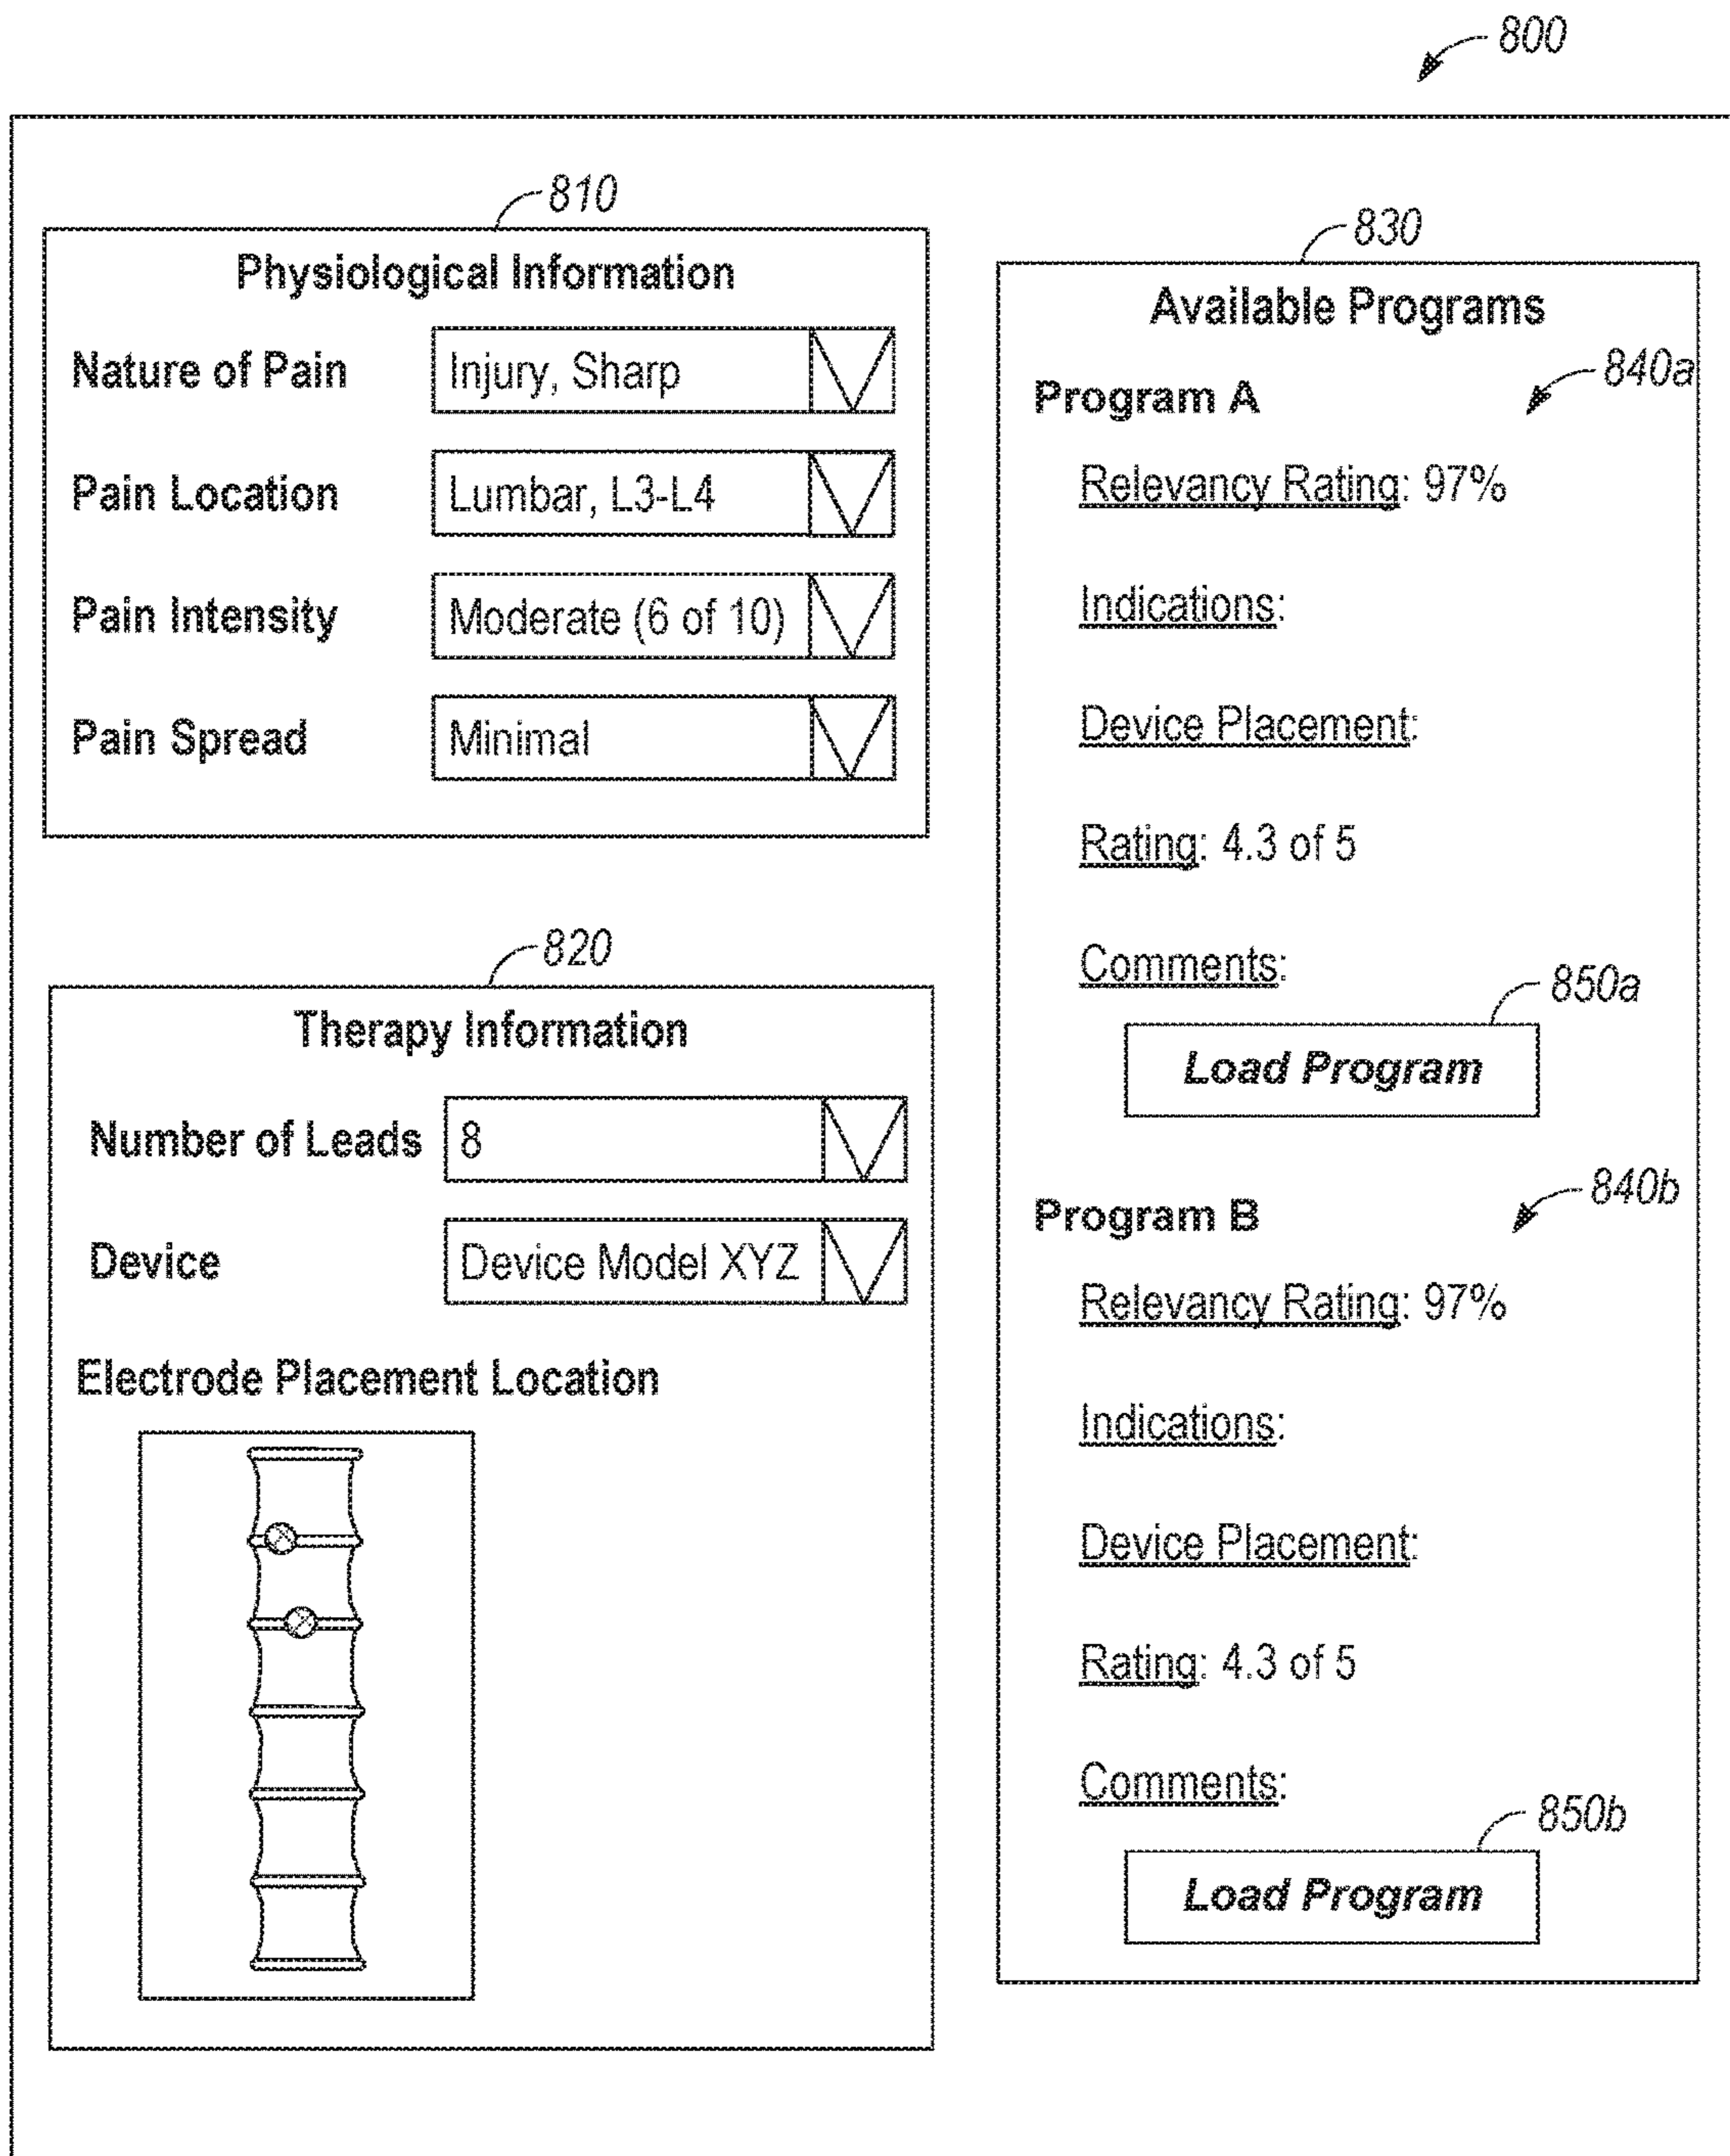 800
810
Physiological Information
Nature of Pain Injury, Sharp
Pain Location Lumbar, L3-L4
Pain Intensity Moderate (6 of 10)
Pain Spread Minimal
820
Therapy Information
Number of Leads 8
Device Device Model XYZ
Electrode Placement Location
830
Available Programs
840a
Program A
Relevancy Rating: 97%
Indications:
Device Placement:
Rating: 4.3 of 5
Comments:
850a
Load Program
840b
Program B
Relevancy Rating: 97%
Indications:
Device Placement:
Rating: 4.3 of 5
Comments:
850b
Load Program